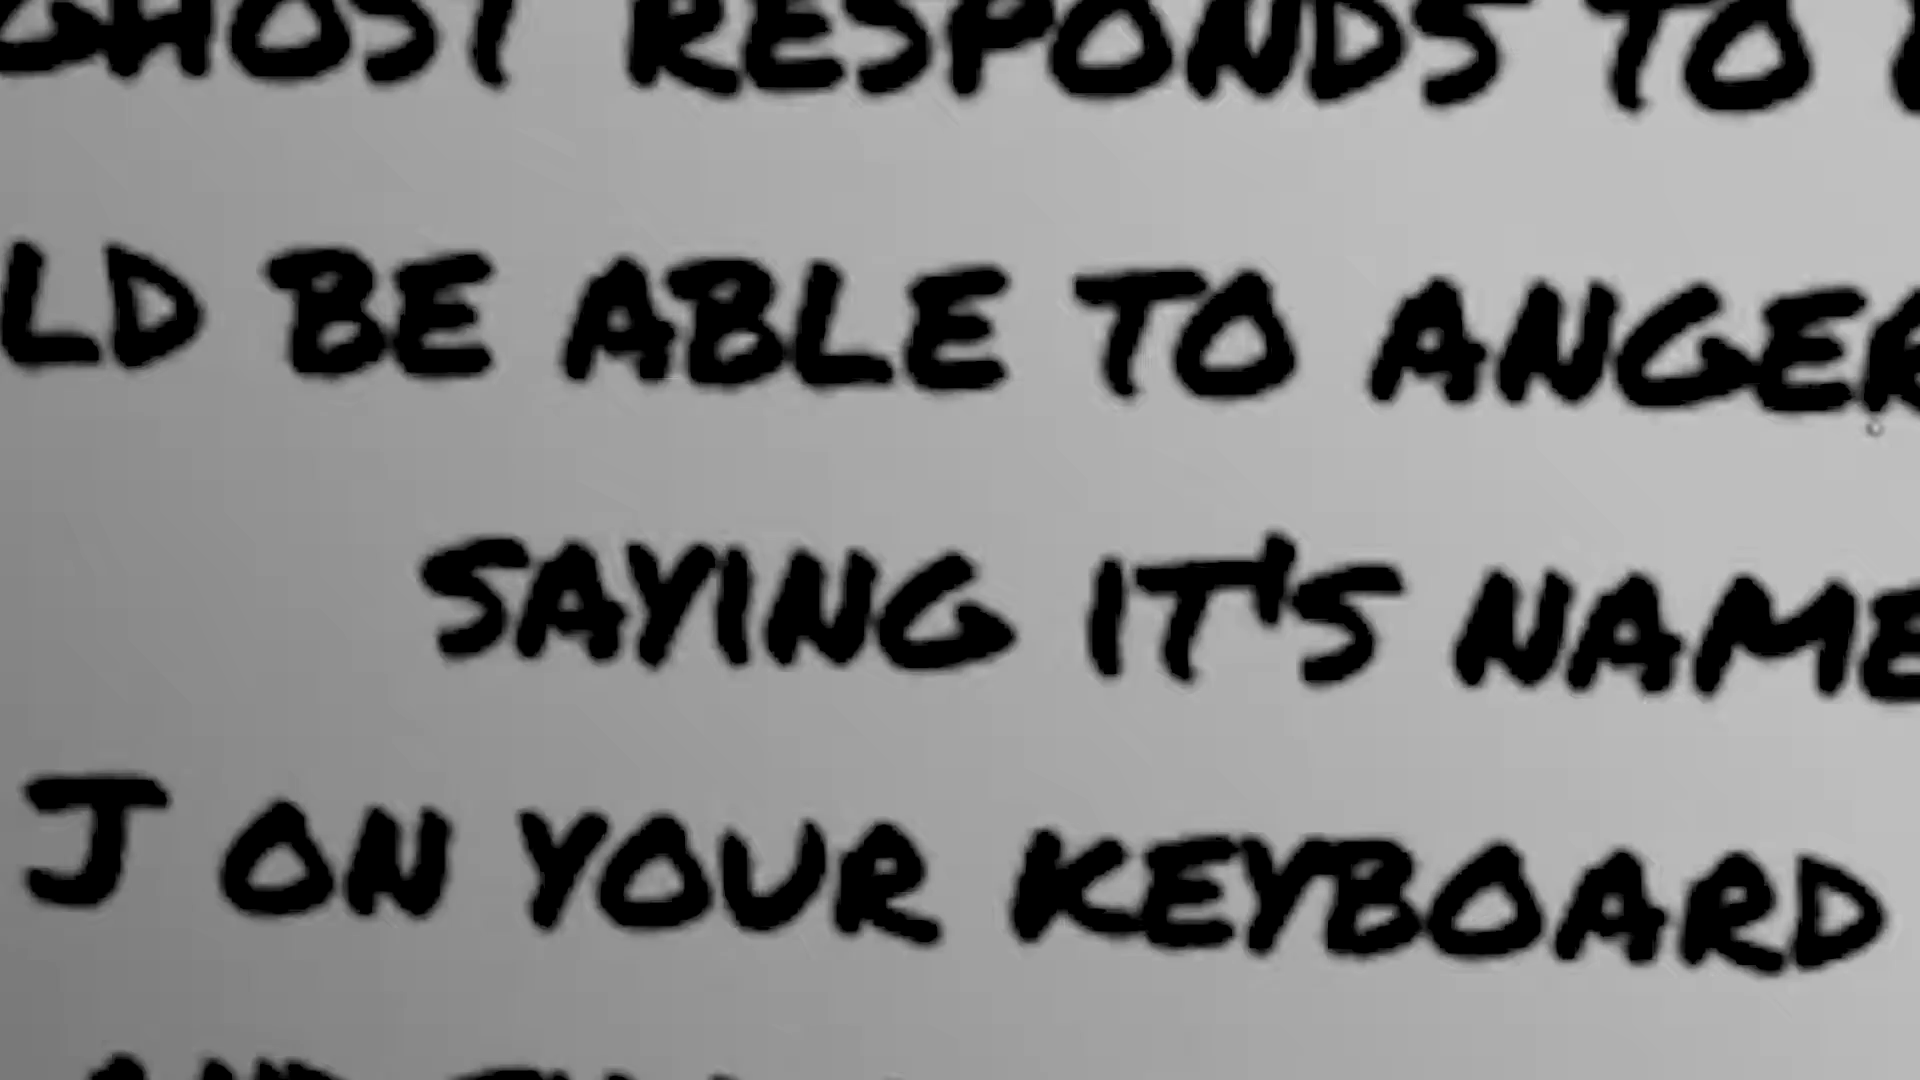 GHOST RESPONDS TO
LD BE ABLE TO ANGER
SAYING IT'S NAME
J ON YOUR KEYBOARD